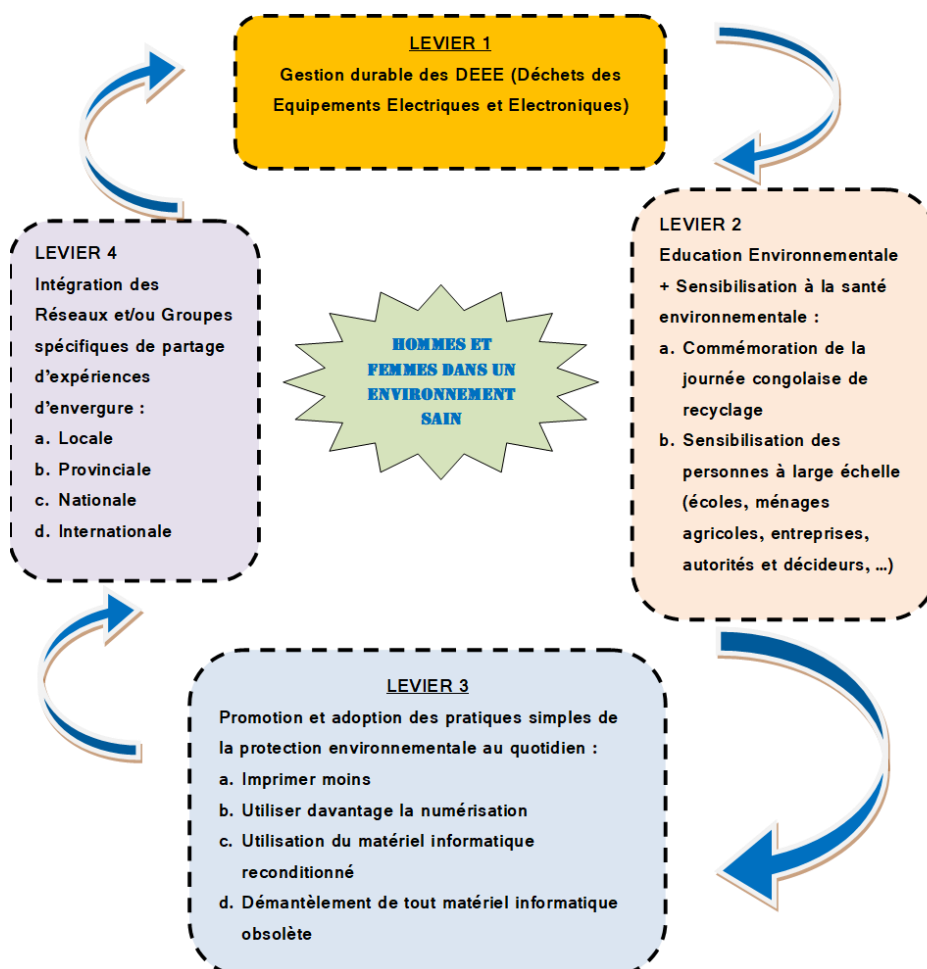 LEVIER 1
Gestion durable des DEEE (Déchets des
Equipements Electriques et Electroniques)
LEVIER 2
Education Environnementale
+ Sensibilisation à la santé
environnementale :
a. Commémoration de la
journée congolaise de
recyclage
b. Sensibilisation des
personnes à large échelle
(écoles, ménages
agricoles, entreprises,
autorités et décideurs, ...)
LEVIER 4
Intégration des
Réseaux et/ou Groupes
spécifiques de partage
d'expériences
d'envergure :
a. Locale
b. Provinciale
c. Nationale
d. Internationale
HOMMES ET
FEMMES DANS UN
ENVIRONNEMENT
SAIN
LEVIER 3
Promotion et adoption des pratiques simples de
la protection environnementale au quotidien :
a. Imprimer moins
b. Utiliser davantage la numérisation
c. Utilisation du matériel informatique
reconditionné
d. Démantèlement de tout matériel informatique
obsolète